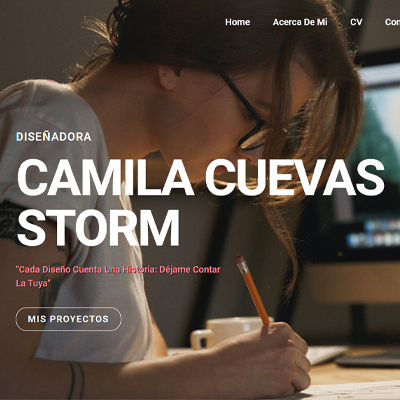 Home Acerca De Mi CV
DISEÑADORA
CAMILA CUEVAS
STORM
"Cada Diseño Cuenta Una Historia: Déjame Contar
La Tuya"
MIS PROYECTOS